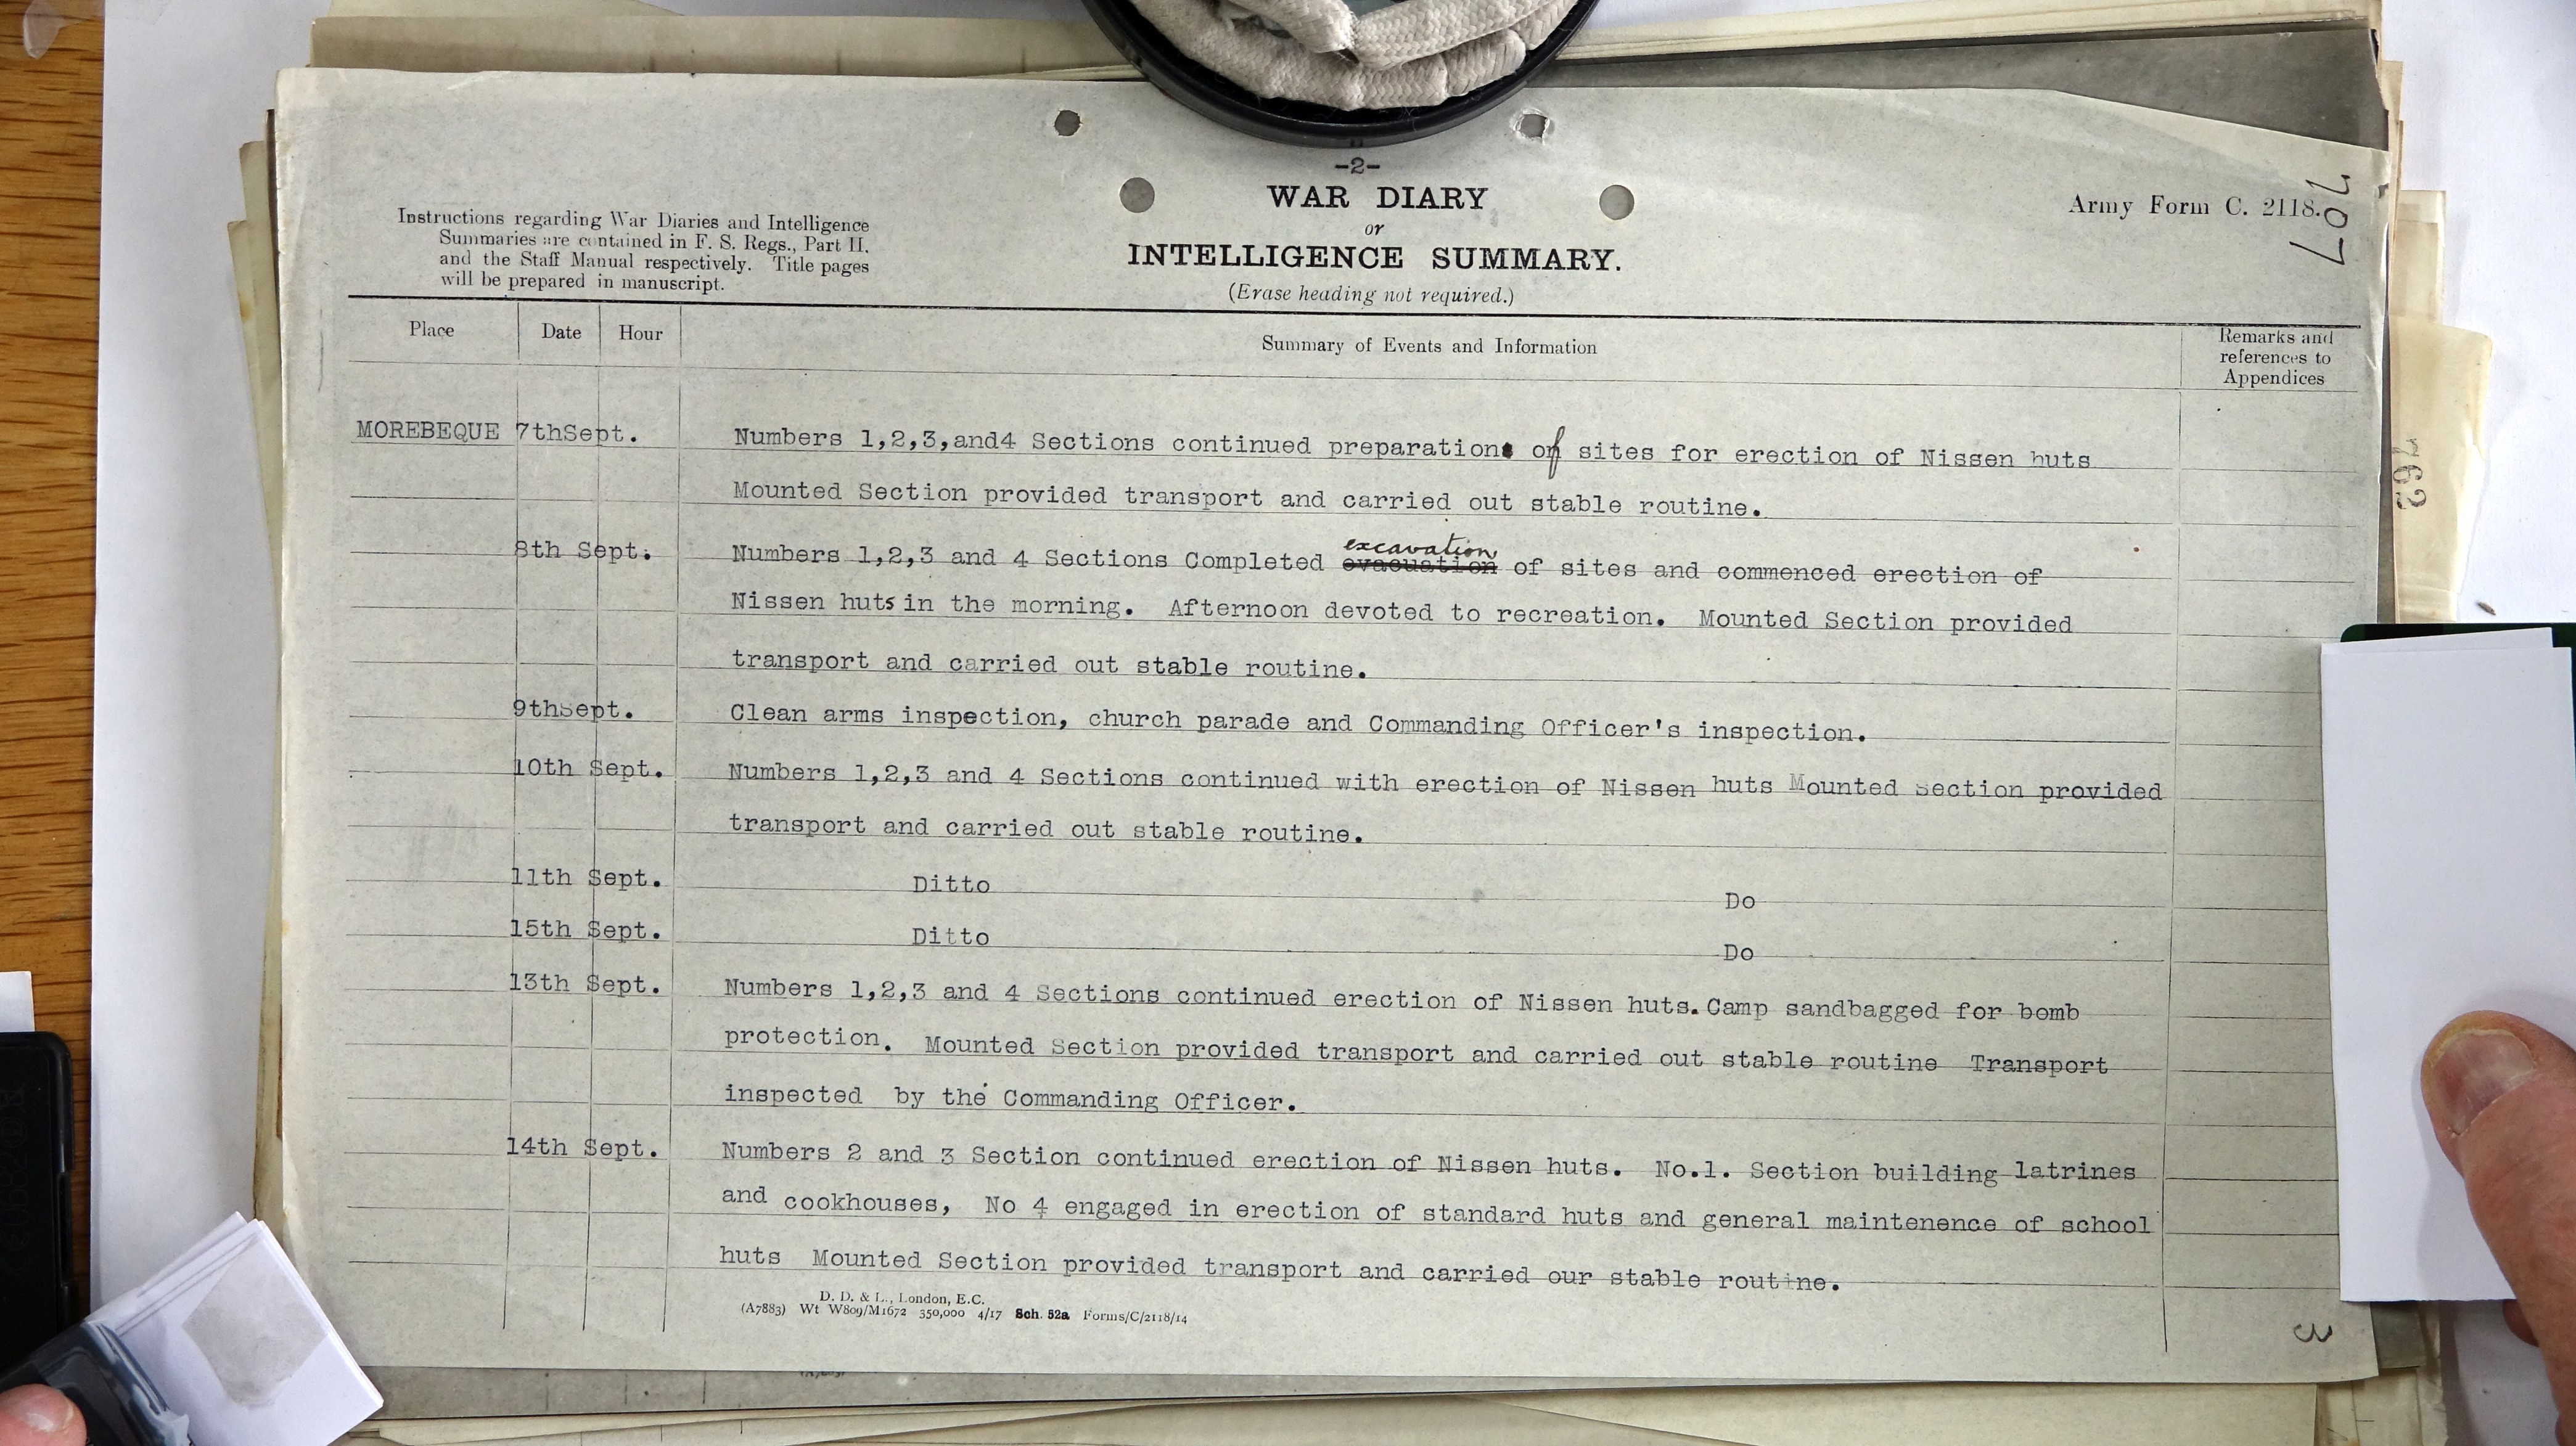 -2-
WAR DIARY
or
INTELLIGENCE SUMMARY.
(Erase heading not required.)
Army Form C. 2118.
707
Instructions regarding War Diaries and Intelligence
Summaries are contained in F. S. Regs., Part II.
and the Staff Manual respectively. Title pages
will be prepared in manuscript.
Place Date Hour Summary of Events and Information Remarks and
references to
Appendices
MOREBEQUE 7thSept. Numbers 1,2,3,and4 Sections continued preparation of sites for erection of Nissen huts
Mounted Section provided transport and carried out stable routine.
excavation
8th Sept. Numbers 1,2,3 and 4 Sections Completed evacuation of sites and commenced erection of
Nissen huts in the morning. Afternoon devoted to recreation. Mounted Section provided
transport and carried out stable routine.
9thSept. Clean arms inspection, church parade and Commanding Officer's inspection.
10th Sept. Numbers 1,2,3 and 4 Sections continued with erection of Nissen huts Mounted Section provided
transport and carried out stable routine.
11th Sept. Ditto Do
15th Sept. Ditto Do
13th Sept. Numbers 1,2,3 and 4 Sections continued erection of Nissen huts. Camp sandbagged for bomb
protection. Mounted Section provided transport and carried out stable routine Transport
inspected by the Commanding Officer.
14th Sept. Numbers 2 and 3 Section continued erection of Nissen huts. No.1. Section building latrines
and cookhouses, No 4 engaged in erection of standard huts and general maintenence of school
huts Mounted Section provided transport and carried our stable routine.
D. D. & L., London, E.C.
(A7883) Wt W809/M1672 350,000 4/17 Sch. 52a Forms/C/2118/14
3
762